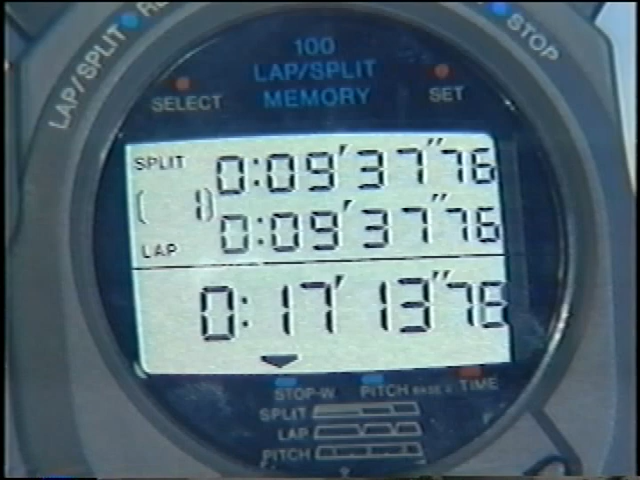 LAP/SPLIT
STOP
100
LAP/SPLIT
MEMORY
SELECT
SET
SPLIT 0:09'37"76
( 1)
LAP 0:09'37"76
0:17'13"
STOP-W PITCH TIME
SPLIT
LAP
PITCH